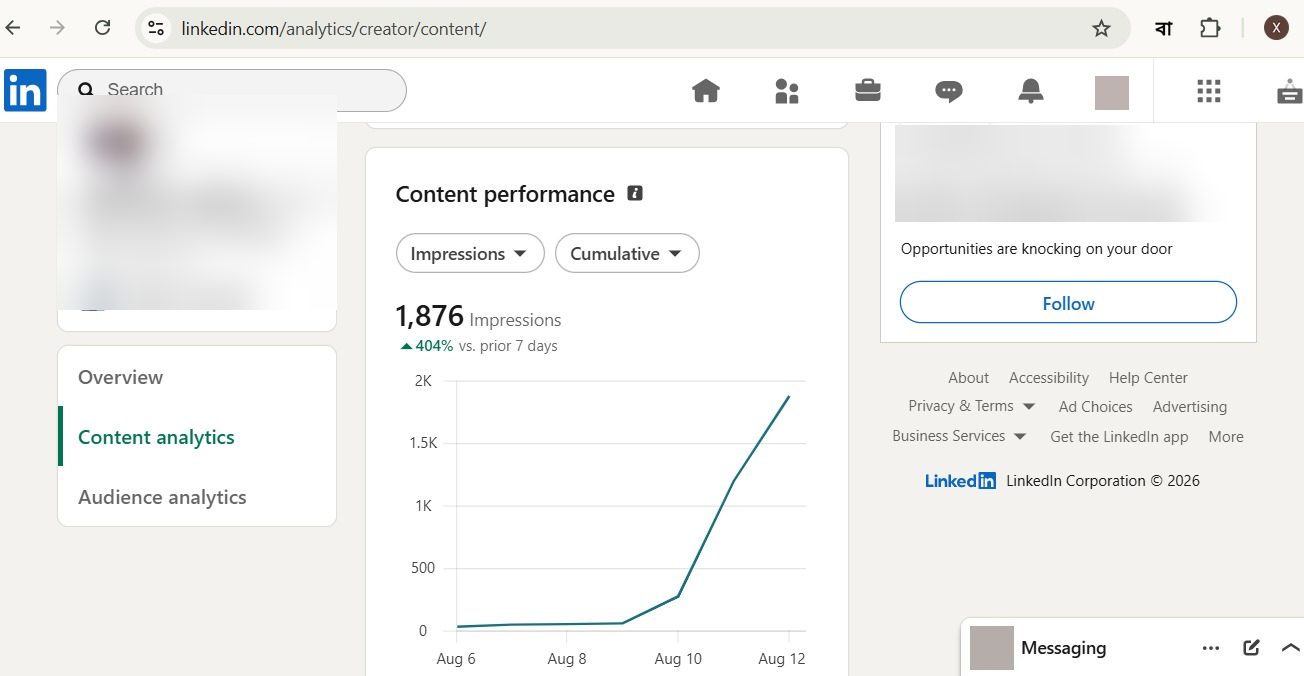 linkedin.com/analytics/creator/content/
বা
X
in
Search
Content performance
Impressions
Cumulative
1,876 Impressions
404% vs. prior 7 days
2K
1.5K
1K
500
0
Aug 6 Aug 8 Aug 10 Aug 12
Overview
Content analytics
Audience analytics
Opportunities are knocking on your door
Follow
About Accessibility Help Center
Privacy & Terms Ad Choices Advertising
Business Services Get the LinkedIn app More
LinkedIn LinkedIn Corporation © 2026
Messaging